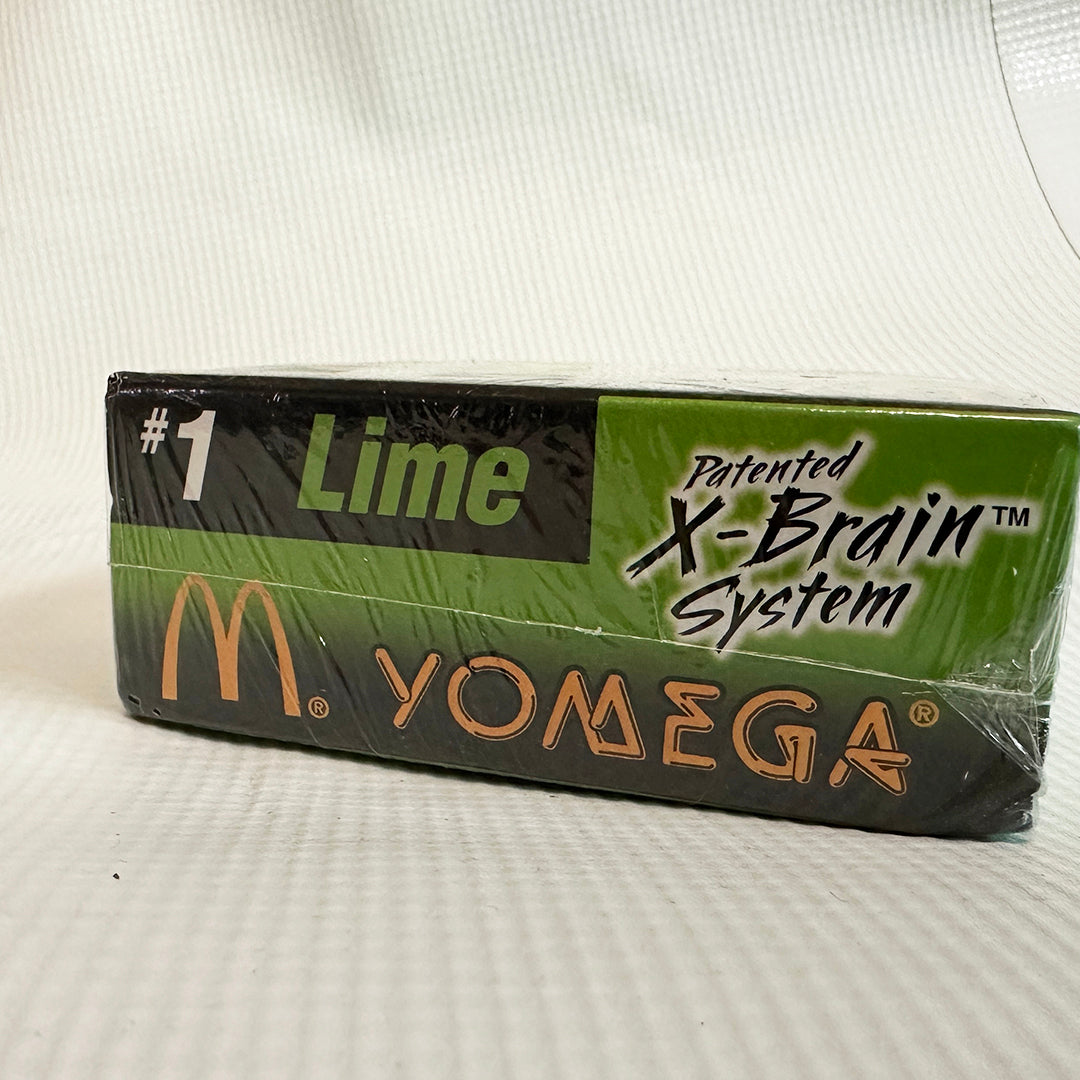 #1 Lime
Patented
X-Brain™
System
M®
YOMEGA®